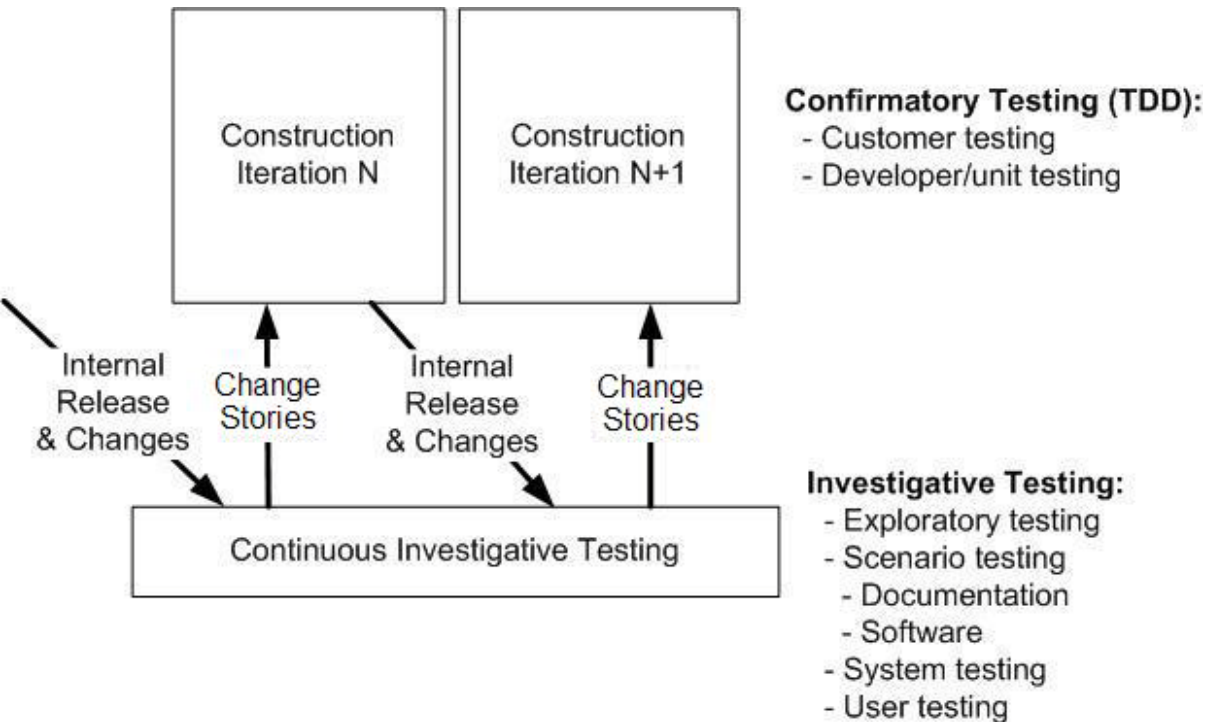 Construction
Iteration N
Construction
Iteration N+1
Confirmatory Testing (TDD):
- Customer testing
- Developer/unit testing
Internal
Release
& Changes
Change
Stories
Internal
Release
& Changes
Change
Stories
Continuous Investigative Testing
Investigative Testing:
- Exploratory testing
- Scenario testing
- Documentation
- Software
- System testing
- User testing